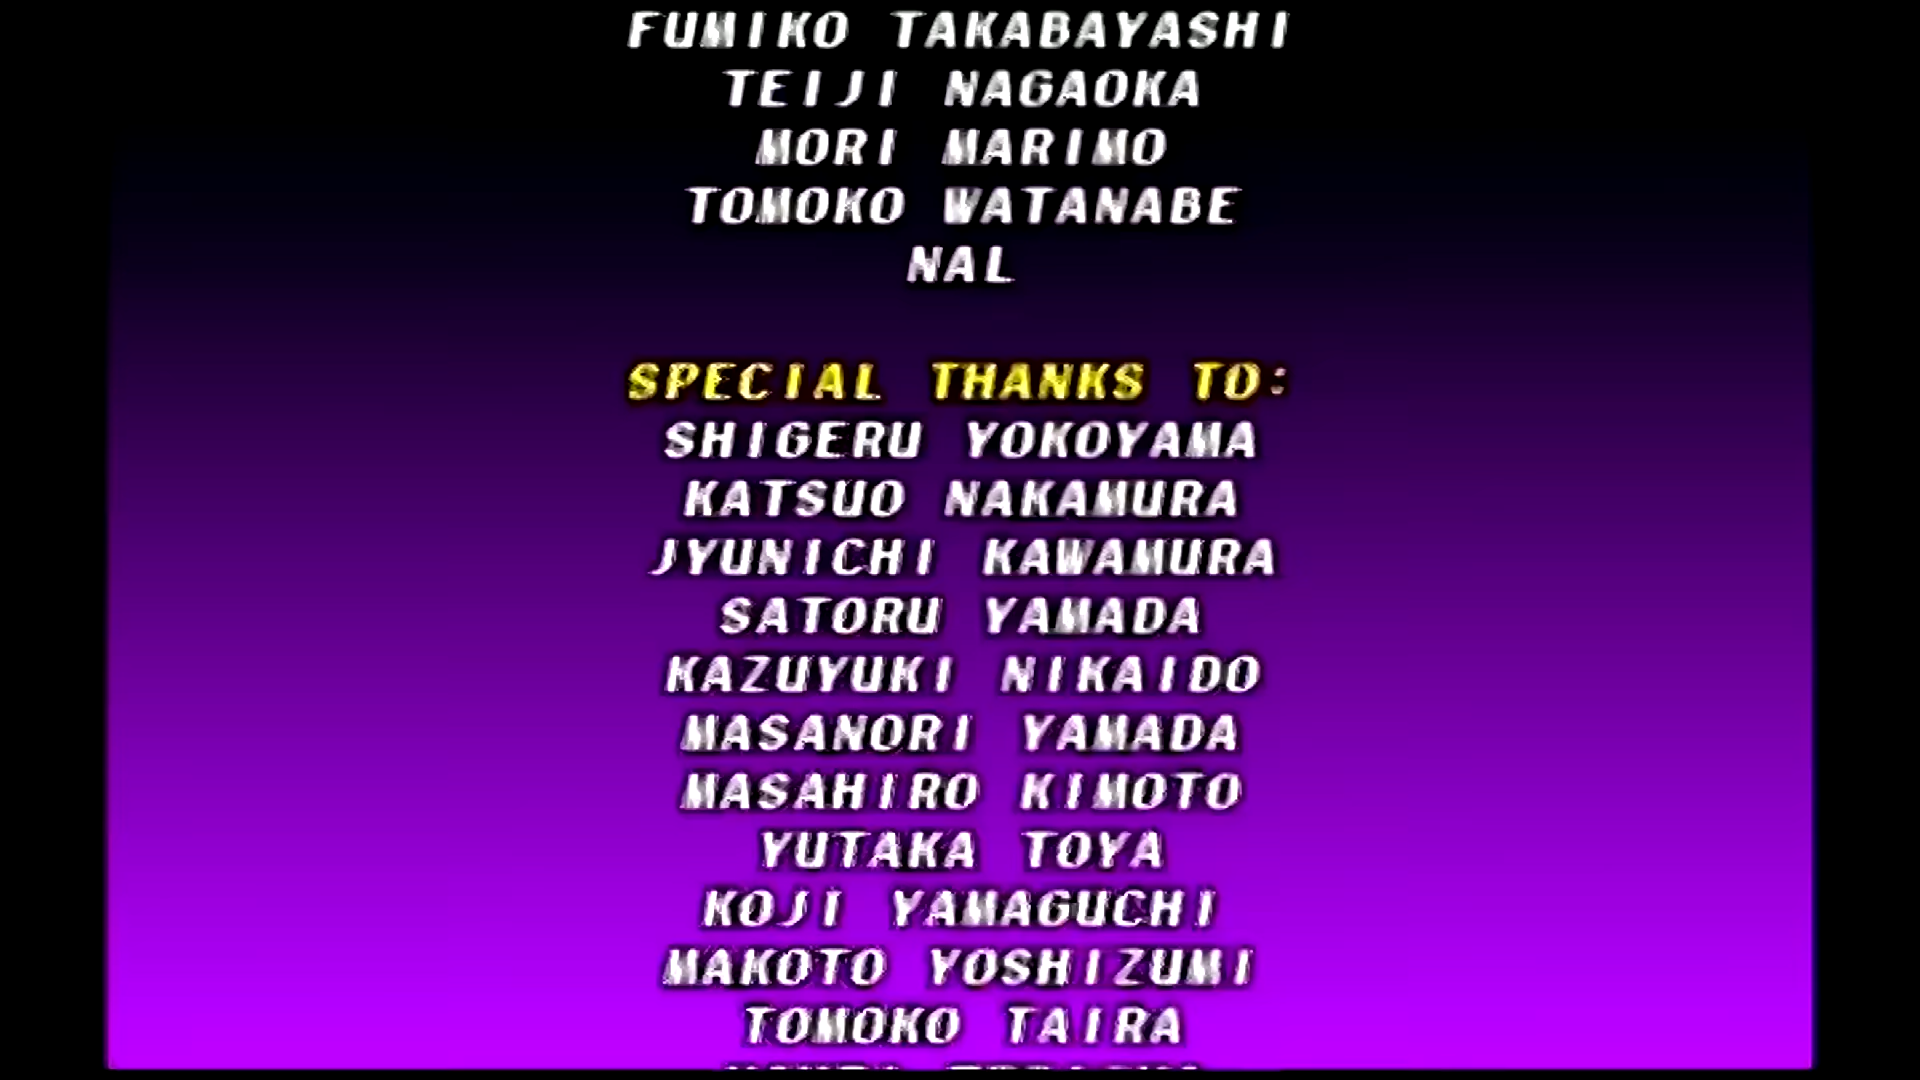 FUMIKO TAKABAYASHI
TEIJI NAGAOKA
MORI MARIMO
TOMOKO WATANABE
NAL
SPECIAL THANKS TO:
SHIGERU YOKOYAMA
KATSUO NAKAMURA
JYUNICHI KAWAMURA
SATORU YAMADA
KAZUYUKI NIKAIDO
MASANORI YAMADA
MASAHIRO KIMOTO
YUTAKA TOYA
KOJI YAMAGUCHI
MAKOTO YOSHIZUMI
TOMOKO TAIRA